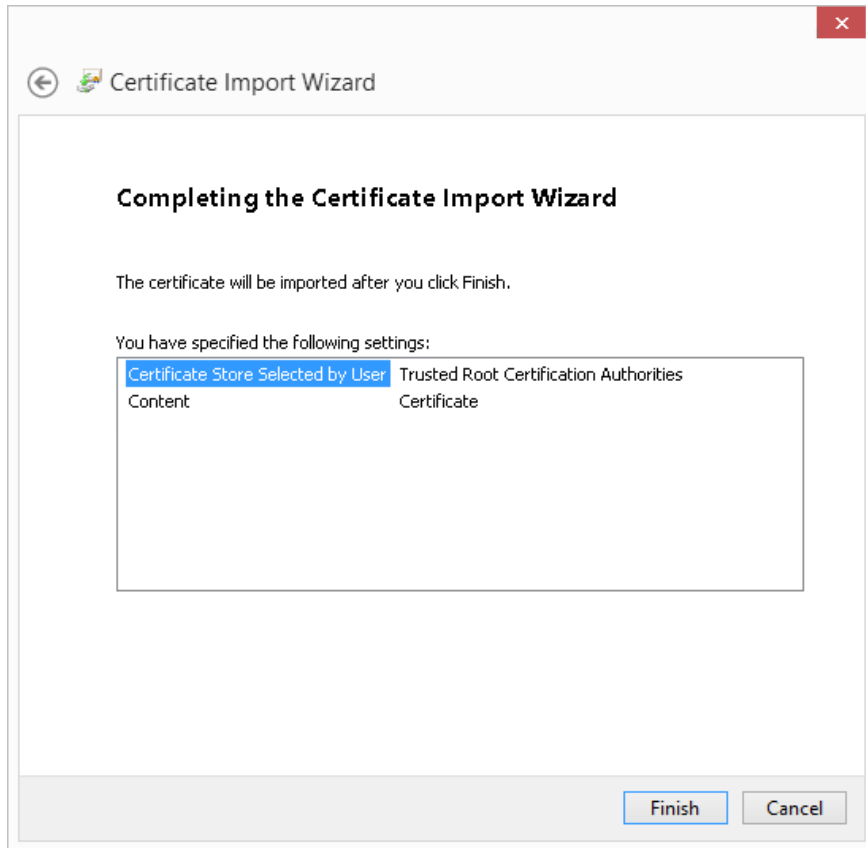 Certificate Import Wizard
Completing the Certificate Import Wizard
The certificate will be imported after you click Finish.
You have specified the following settings:
Certificate Store Selected by User Trusted Root Certification Authorities
Content Certificate
Finish Cancel